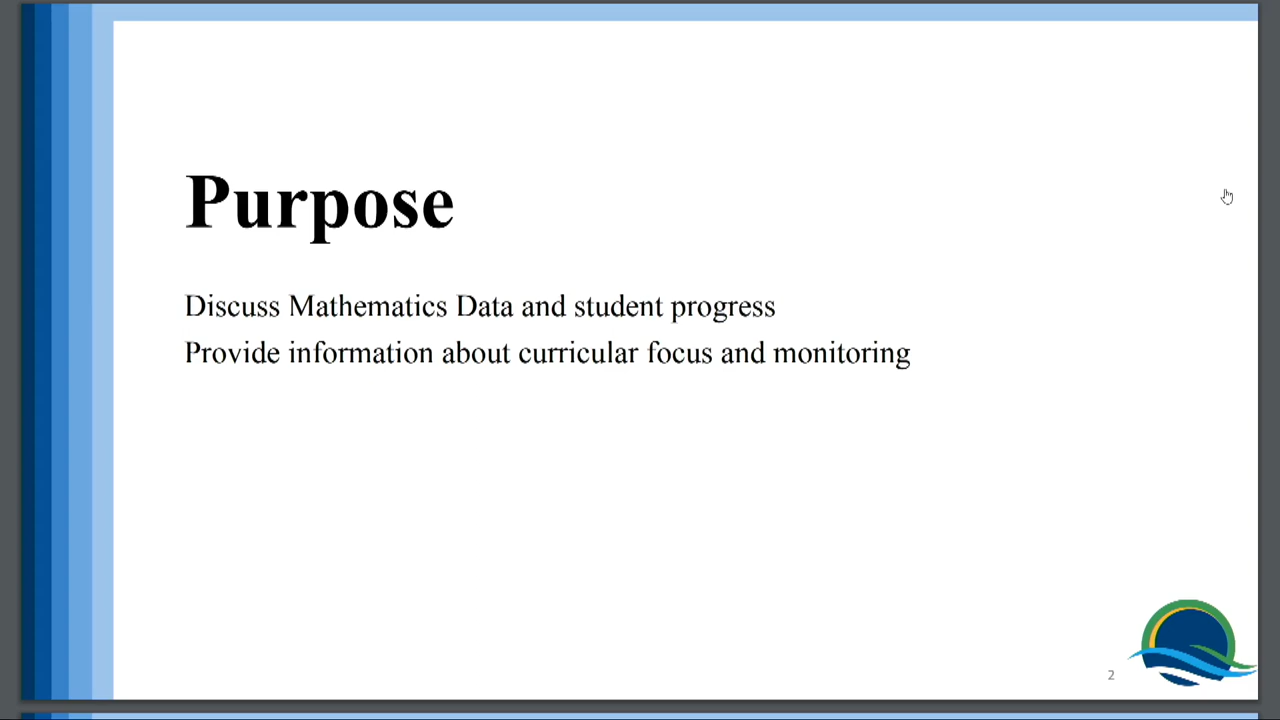 Purpose
Discuss Mathematics Data and student progress
Provide information about curricular focus and monitoring
2